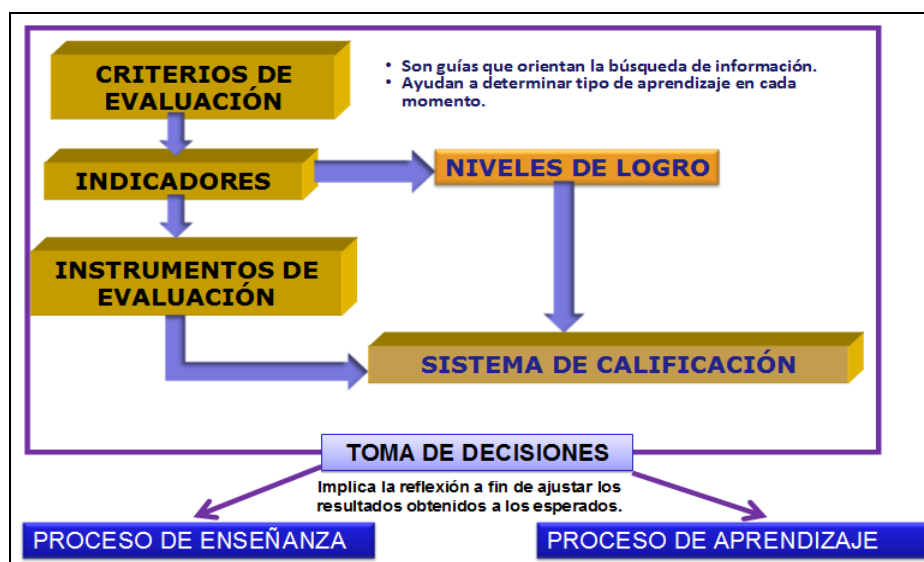 CRITERIOS DE
EVALUACIÓN
• Son guías que orientan la búsqueda de información.
• Ayudan a determinar tipo de aprendizaje en cada
momento.
INDICADORES
NIVELES DE LOGRO
INSTRUMENTOS DE
EVALUACIÓN
SISTEMA DE CALIFICACIÓN
TOMA DE DECISIONES
Implica la reflexión a fin de ajustar los
resultados obtenidos a los esperados.
PROCESO DE ENSEÑANZA
PROCESO DE APRENDIZAJE